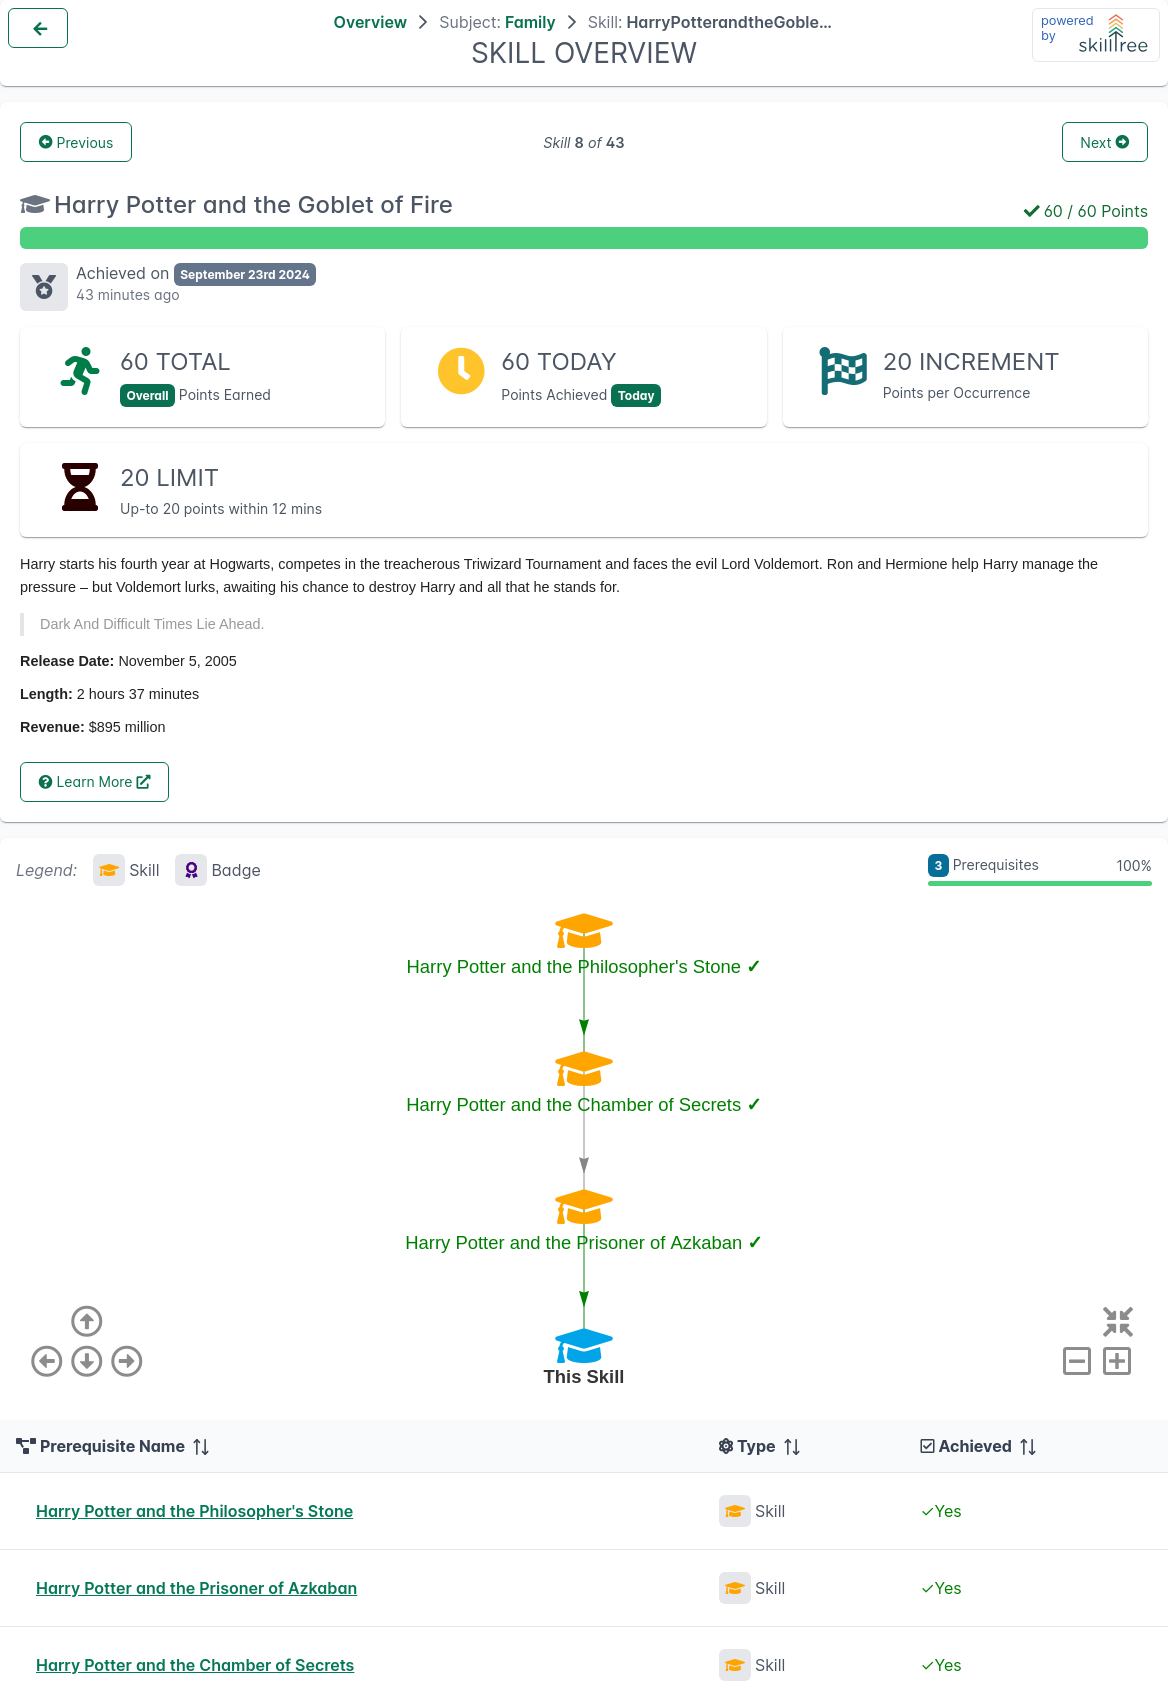 Overview > Subject: Family > Skill: HarryPotterandtheGoble...
SKILL OVERVIEW
powered
by
skilltree
Previous
Skill 8 of 43
Next
Harry Potter and the Goblet of Fire
60 / 60 Points
Achieved on September 23rd 2024
43 minutes ago
60 TOTAL
Overall Points Earned
60 TODAY
Points Achieved Today
20 INCREMENT
Points per Occurrence
20 LIMIT
Up-to 20 points within 12 mins
Harry starts his fourth year at Hogwarts, competes in the treacherous Triwizard Tournament and faces the evil Lord Voldemort. Ron and Hermione help Harry manage the
pressure – but Voldemort lurks, awaiting his chance to destroy Harry and all that he stands for.
Dark And Difficult Times Lie Ahead.
Release Date: November 5, 2005
Length: 2 hours 37 minutes
Revenue: $895 million
Learn More
Legend: Skill Badge
3 Prerequisites 100%
Harry Potter and the Philosopher's Stone ✓
Harry Potter and the Chamber of Secrets ✓
Harry Potter and the Prisoner of Azkaban ✓
This Skill
Prerequisite Name Type Achieved
Harry Potter and the Philosopher's Stone Skill ✓Yes
Harry Potter and the Prisoner of Azkaban Skill ✓Yes
Harry Potter and the Chamber of Secrets Skill ✓Yes